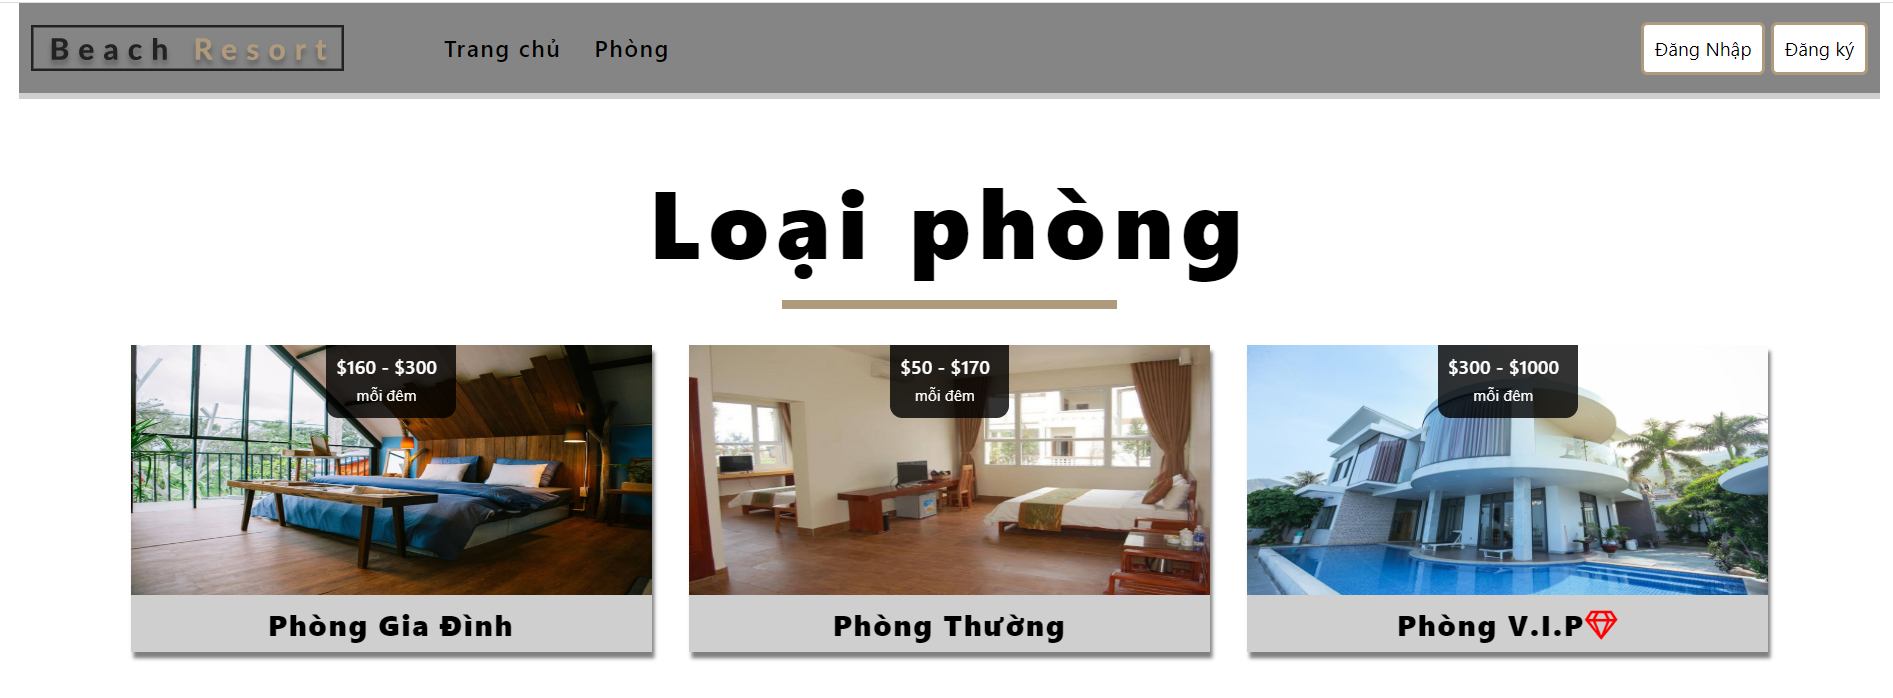 Beach Resort
Trang chủ
Phòng
Đăng Nhập
Đăng ký
Loại phòng
$160 - $300
mỗi đêm
Phòng Gia Đình
$50 - $170
mỗi đêm
Phòng Thường
$300 - $1000
mỗi đêm
Phòng V.I.P